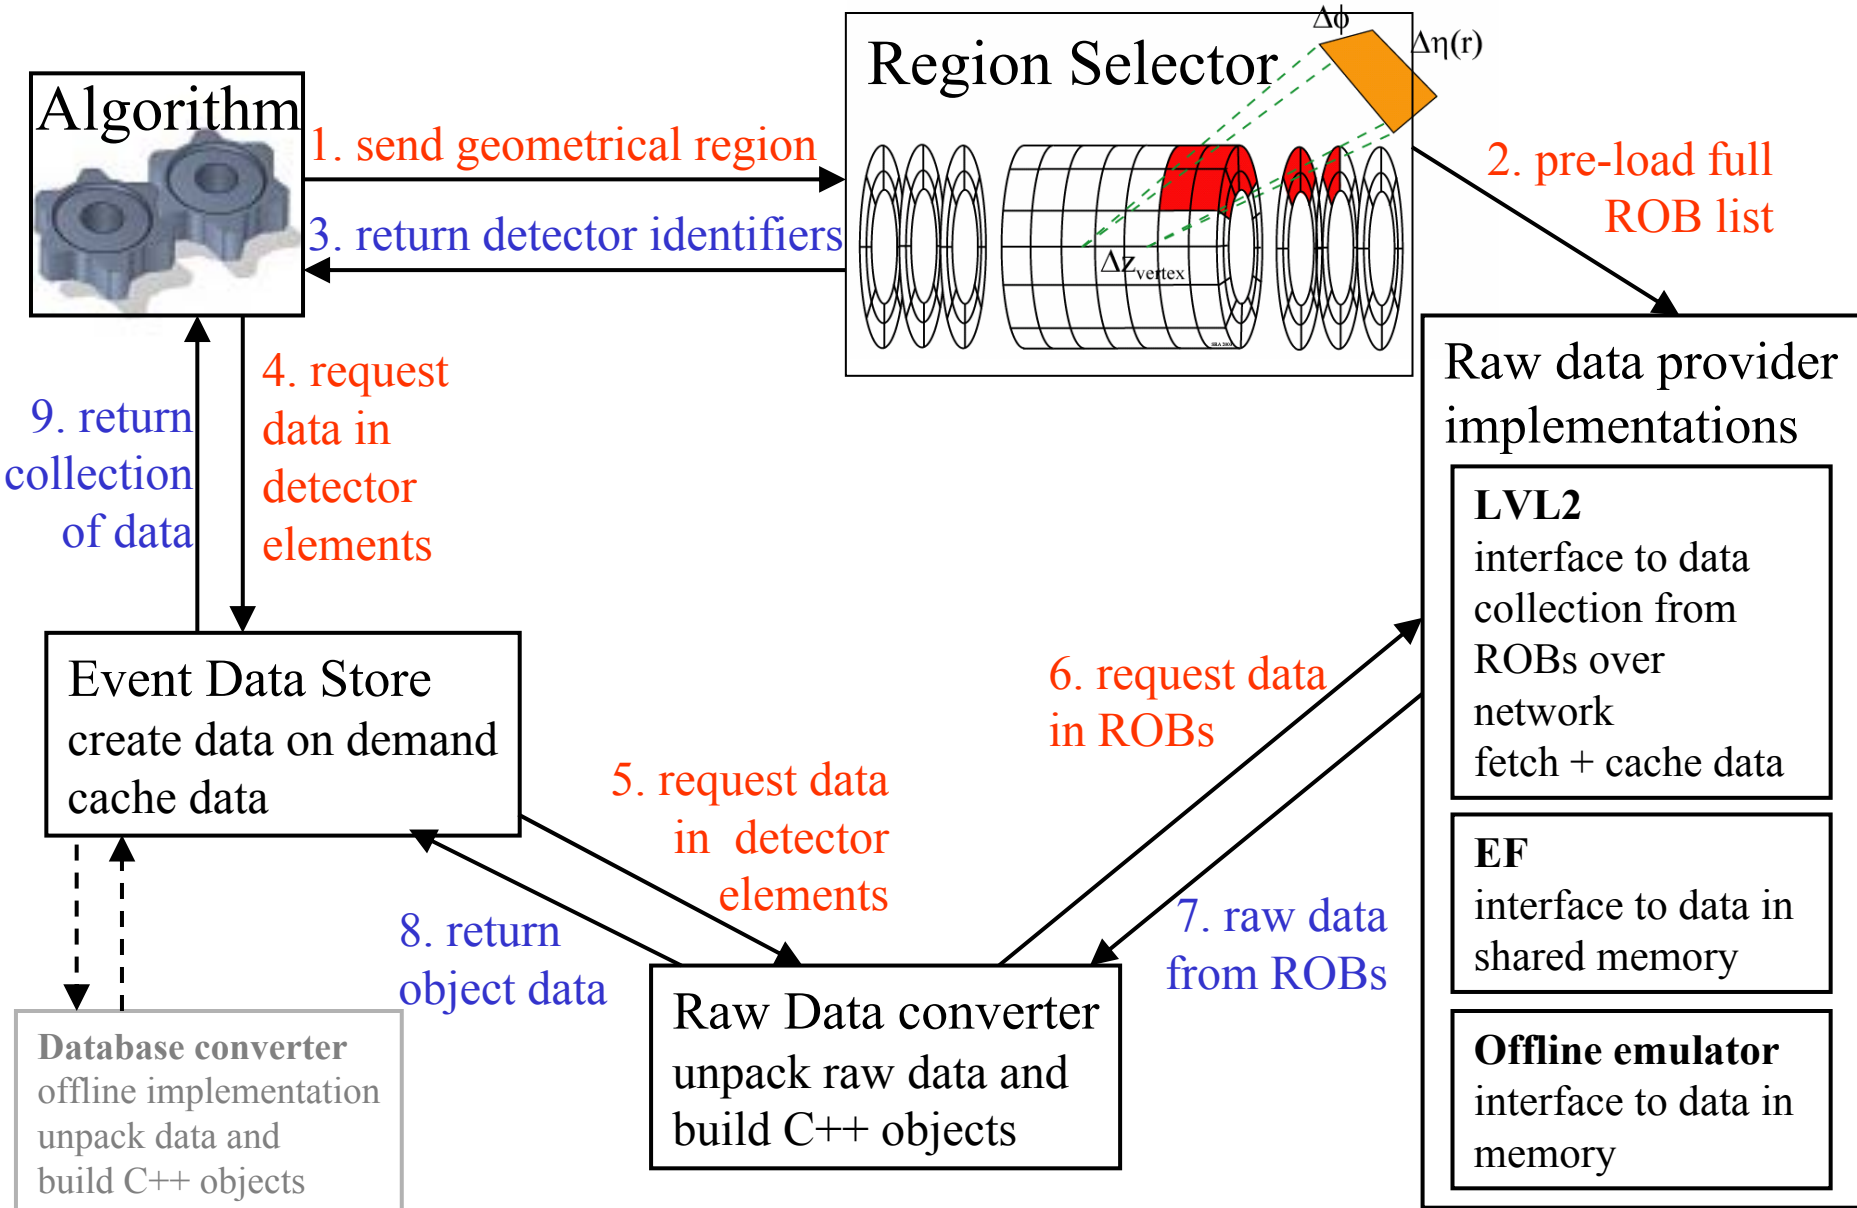 Algorithm
1. send geometrical region
3. return detector identifiers
Region Selector
Δϕ
Δη(r)
Δz_vertex
2. pre-load full
ROB list
4. request
data in
detector
elements
9. return
collection
of data
Event Data Store
create data on demand
cache data
5. request data
in detector
elements
8. return
object data
6. request data
in ROBs
7. raw data
from ROBs
Raw Data converter
unpack raw data and
build C++ objects
Database converter
offline implementation
unpack data and
build C++ objects
Raw data provider
implementations
LVL2
interface to data
collection from
ROBs over
network
fetch + cache data
EF
interface to data in
shared memory
Offline emulator
interface to data in
memory